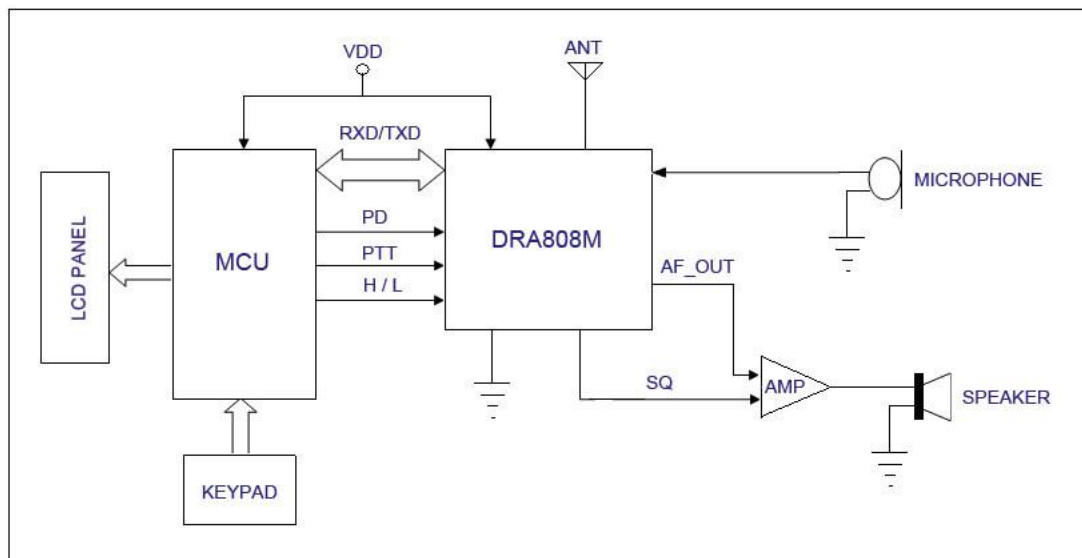 VDD
ANT
RXD/TXD
MICROPHONE
PD
DRA808M
PTT
MCU
AF_OUT
H / L
LCD PANEL
SQ
AMP
SPEAKER
KEYPAD